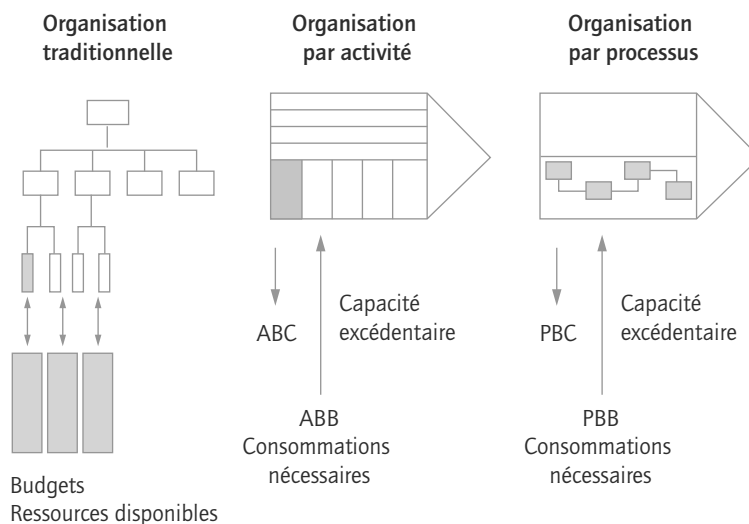 Organisation
traditionnelle
Organisation
par activité
Organisation
par processus
ABC
Capacité
excédentaire
PBC
Capacité
excédentaire
ABB
Consommations
nécessaires
PBB
Consommations
nécessaires
Budgets
Ressources disponibles